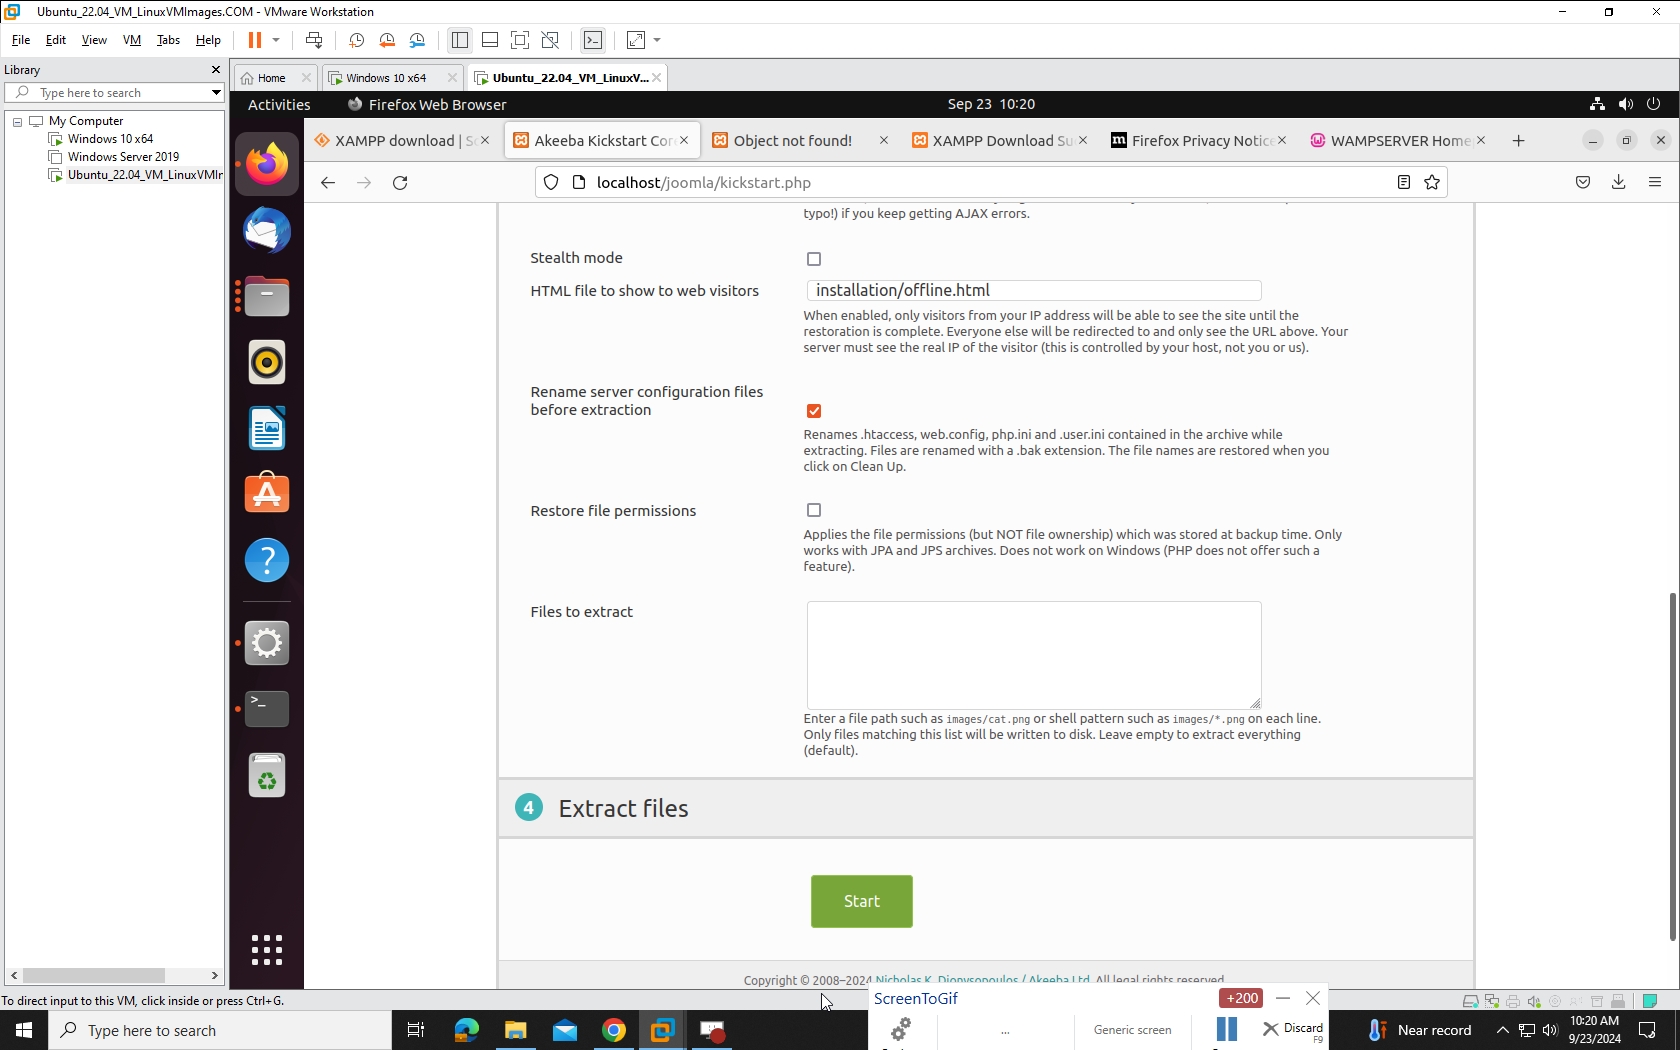 Ubuntu_22.04_VM_LinuxVMImages.COM - VMware Workstation
File Edit View VM Tabs Help
Library
Type here to search
My Computer
Windows 10 x64
Windows Server 2019
Ubuntu_22.04_VM_LinuxVMIr
Home
Windows 10 x64
Ubuntu_22.04_VM_LinuxV...
Activities
Firefox Web Browser
Sep 23 10:20
XAMPP download | S
Akeeba Kickstart Cor
Object not found!
XAMPP Download Su
Firefox Privacy Notice
WAMPSERVER Home
localhost/joomla/kickstart.php
typo!) if you keep getting AJAX errors.
Stealth mode
HTML file to show to web visitors
installation/offline.html
When enabled, only visitors from your IP address will be able to see the site until the
restoration is complete. Everyone else will be redirected to and only see the URL above. Your
server must see the real IP of the visitor (this is controlled by your host, not you or us).
Rename server configuration files
before extraction
Renames .htaccess, web.config, php.ini and .user.ini contained in the archive while
extracting. Files are renamed with a .bak extension. The file names are restored when you
click on Clean Up.
Restore file permissions
Applies the file permissions (but NOT file ownership) which was stored at backup time. Only
works with JPA and JPS archives. Does not work on Windows (PHP does not offer such a
feature).
Files to extract
Enter a file path such as images/cat.png or shell pattern such as images/*.png on each line.
Only files matching this list will be written to disk. Leave empty to extract everything
(default).
4 Extract files
Start
Copyright © 2008–2024 Nicholas K. Dionysopoulos / Akeeba Ltd. All legal rights reserved.
To direct input to this VM, click inside or press Ctrl+G.
ScreenToGif
+200
...
Generic screen
Discard
F9
Type here to search
Near record
10:20 AM
9/23/2024